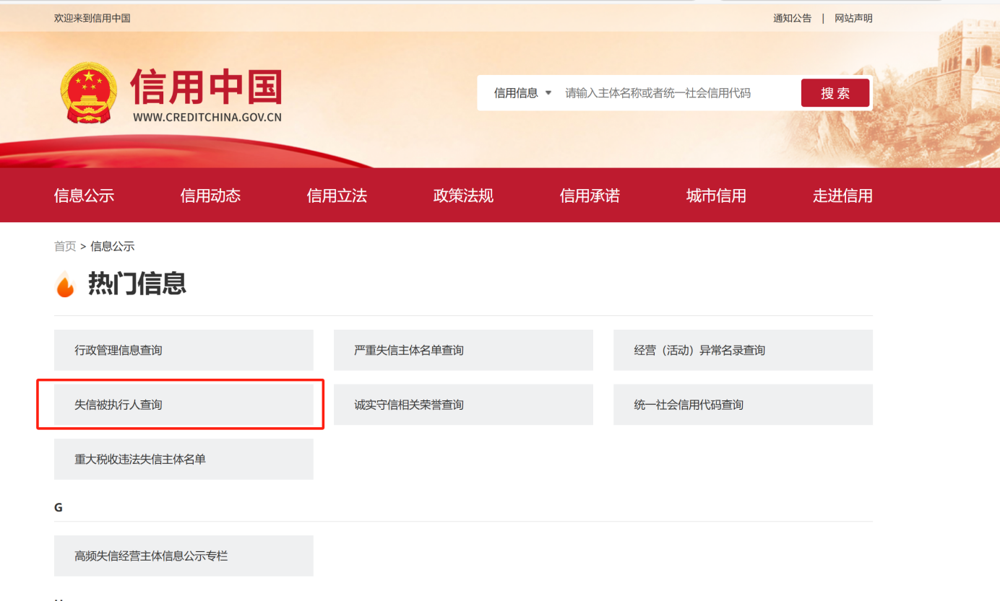 欢迎来到信用中国
通知公告 | 网站声明
信用中国
WWW.CREDITCHINA.GOV.CN
信用信息 请输入主体名称或者统一社会信用代码 搜索
信息公示 信用动态 信用立法 政策法规 信用承诺 城市信用 走进信用
首页 > 信息公示
热门信息
行政管理信息查询 严重失信主体名单查询 经营（活动）异常名录查询
失信被执行人查询 诚实守信相关荣誉查询 统一社会信用代码查询
重大税收违法失信主体名单
G
高频失信经营主体信息公示专栏